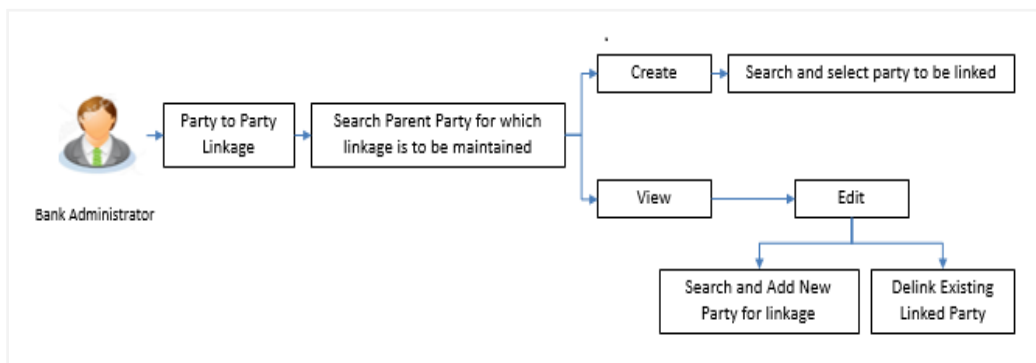 Bank Administrator
Party to Party
Linkage
Search Parent Party for which
linkage is to be maintained
Create
Search and select party to be linked
View
Edit
Search and Add New
Party for linkage
Delink Existing
Linked Party